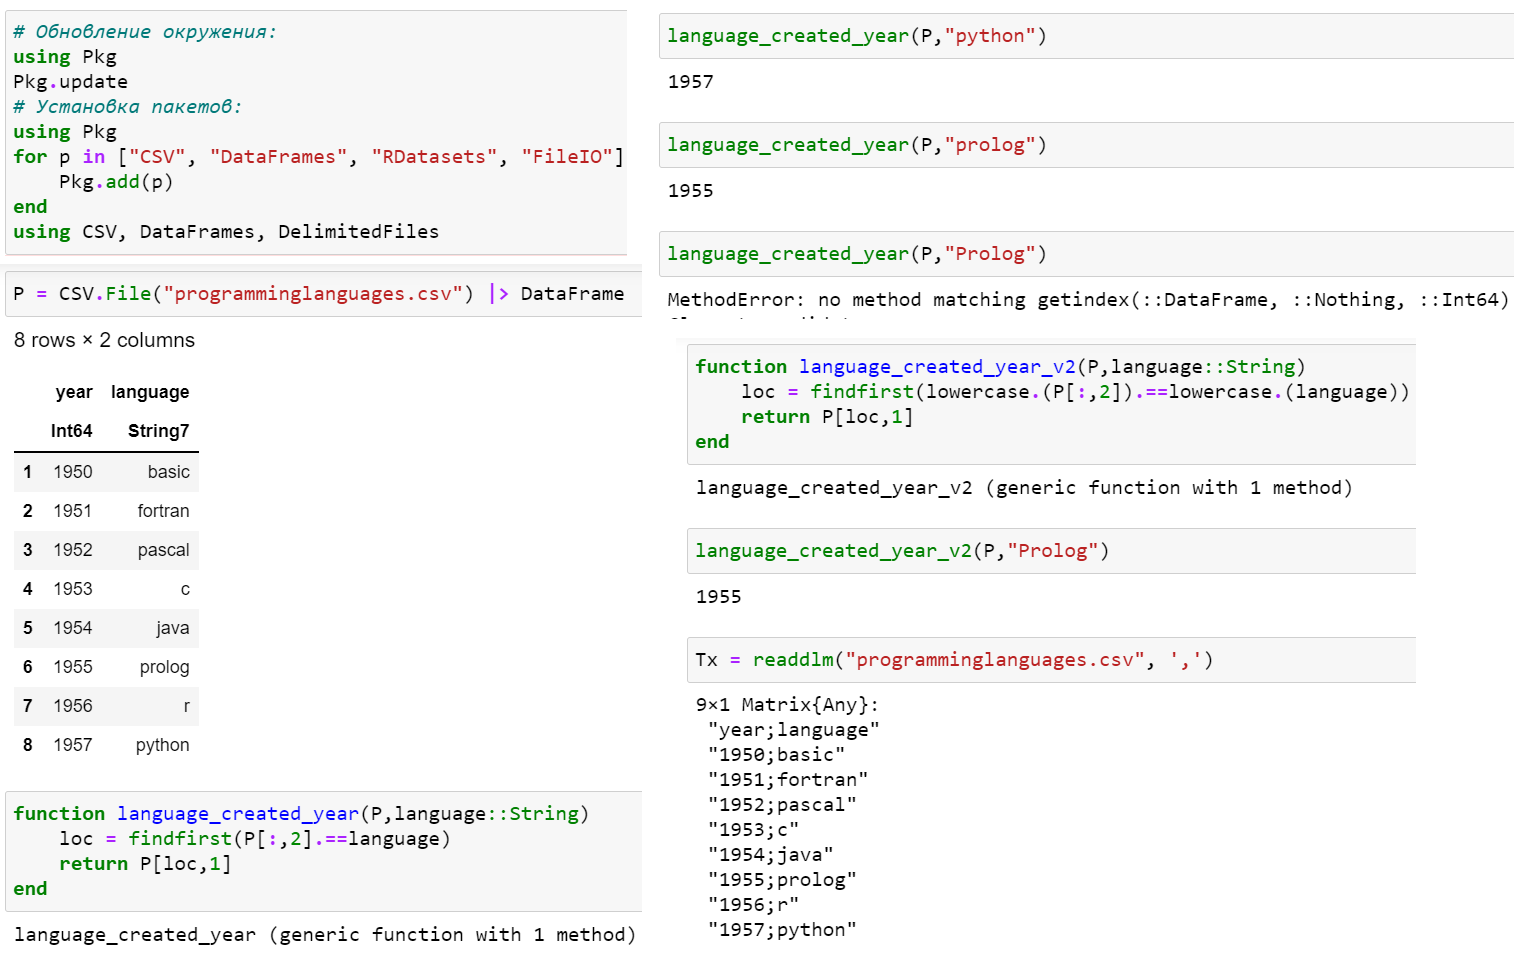 # Обновление окружения:
using Pkg
Pkg.update
# Установка пакетов:
using Pkg
for p in ["CSV", "DataFrames", "RDatasets", "FileIO"]
    Pkg.add(p)
end
using CSV, DataFrames, DelimitedFiles
P = CSV.File("programminglanguages.csv") |> DataFrame
8 rows × 2 columns
year language
Int64 String7
1 1950 basic
2 1951 fortran
3 1952 pascal
4 1953 c
5 1954 java
6 1955 prolog
7 1956 r
8 1957 python
function language_created_year(P,language::String)
    loc = findfirst(P[:,2].==language)
    return P[loc,1]
end
language_created_year (generic function with 1 method)
language_created_year(P,"python")
1957
language_created_year(P,"prolog")
1955
language_created_year(P,"Prolog")
MethodError: no method matching getindex(::DataFrame, ::Nothing, ::Int64)
function language_created_year_v2(P,language::String)
    loc = findfirst(lowercase.(P[:,2]).==lowercase.(language))
    return P[loc,1]
end
language_created_year_v2 (generic function with 1 method)
language_created_year_v2(P,"Prolog")
1955
Tx = readdlm("programminglanguages.csv", ',')
9×1 Matrix{Any}:
 "year;language"
 "1950;basic"
 "1951;fortran"
 "1952;pascal"
 "1953;c"
 "1954;java"
 "1955;prolog"
 "1956;r"
 "1957;python"